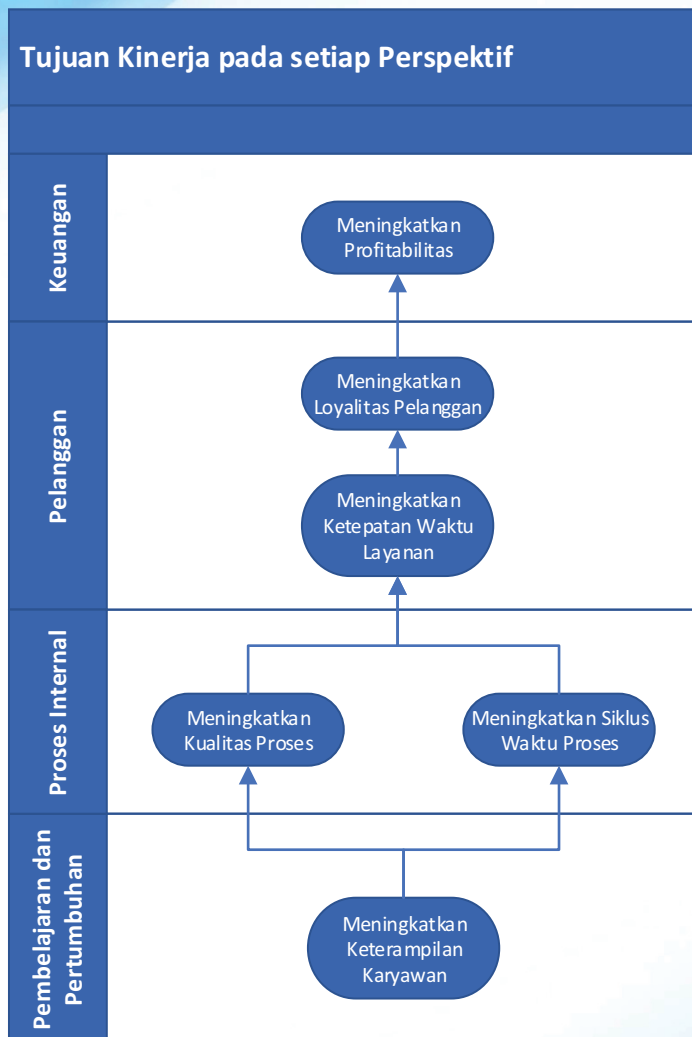 Tujuan Kinerja pada setiap Perspektif
Keuangan
Meningkatkan
Profitabilitas
Pelanggan
Meningkatkan
Loyalitas Pelanggan
Meningkatkan
Ketepatan Waktu
Layanan
Proses Internal
Meningkatkan
Kualitas Proses
Meningkatkan Siklus
Waktu Proses
Pembelajaran dan
Pertumbuhan
Meningkatkan
Keterampilan
Karyawan